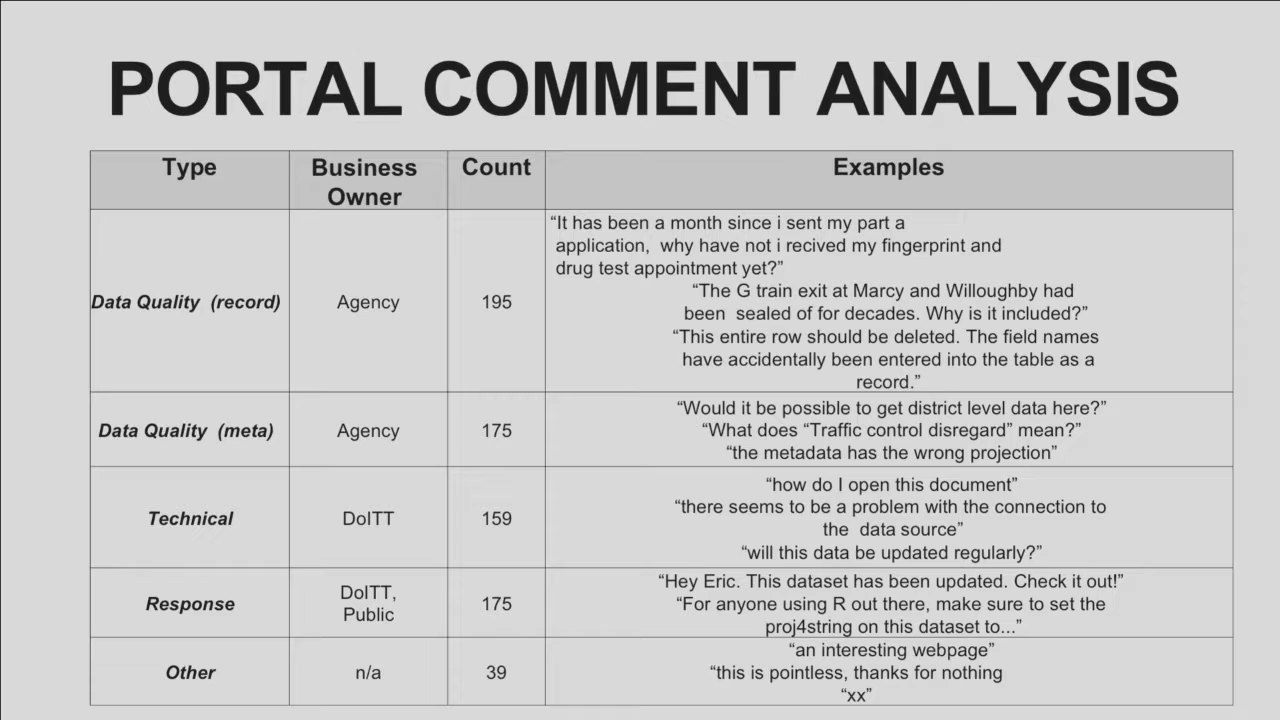 PORTAL COMMENT ANALYSIS
Type
Business
Owner
Count
Examples
Data Quality (record)
Agency
195
“It has been a month since i sent my part a
application, why have not i recived my fingerprint and
drug test appointment yet?”
“The G train exit at Marcy and Willoughby had
been sealed of for decades. Why is it included?”
“This entire row should be deleted. The field names
have accidentally been entered into the table as a
record.”
Data Quality (meta)
Agency
175
“Would it be possible to get district level data here?”
“What does “Traffic control disregard” mean?”
“the metadata has the wrong projection”
Technical
DoITT
159
“how do I open this document”
“there seems to be a problem with the connection to
the data source”
“will this data be updated regularly?”
Response
DoITT,
Public
175
“Hey Eric. This dataset has been updated. Check it out!”
“For anyone using R out there, make sure to set the
proj4string on this dataset to...”
Other
n/a
39
“an interesting webpage”
“this is pointless, thanks for nothing
“xx”